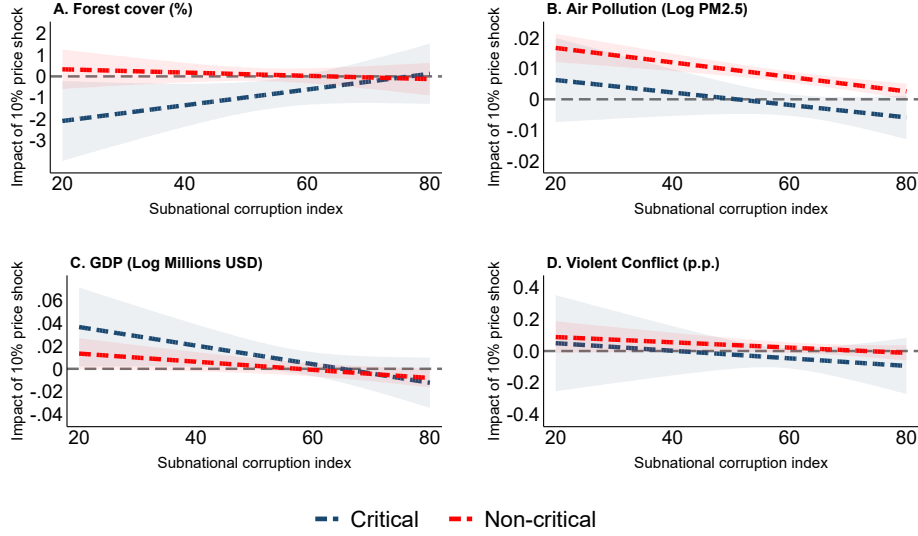 A. Forest cover (%)
Impact of 10% price shock
2
1
0
-1
-2
-3
20
40
60
80
Subnational corruption index
B. Air Pollution (Log PM2.5)
Impact of 10% price shock
.02
.01
0
-.01
-.02
20
40
60
80
Subnational corruption index
C. GDP (Log Millions USD)
Impact of 10% price shock
.06
.04
.02
0
-.02
-.04
20
40
60
80
Subnational corruption index
D. Violent Conflict (p.p.)
Impact of 10% price shock
0.4
0.2
0.0
-0.2
-0.4
20
40
60
80
Subnational corruption index
Critical
Non-critical